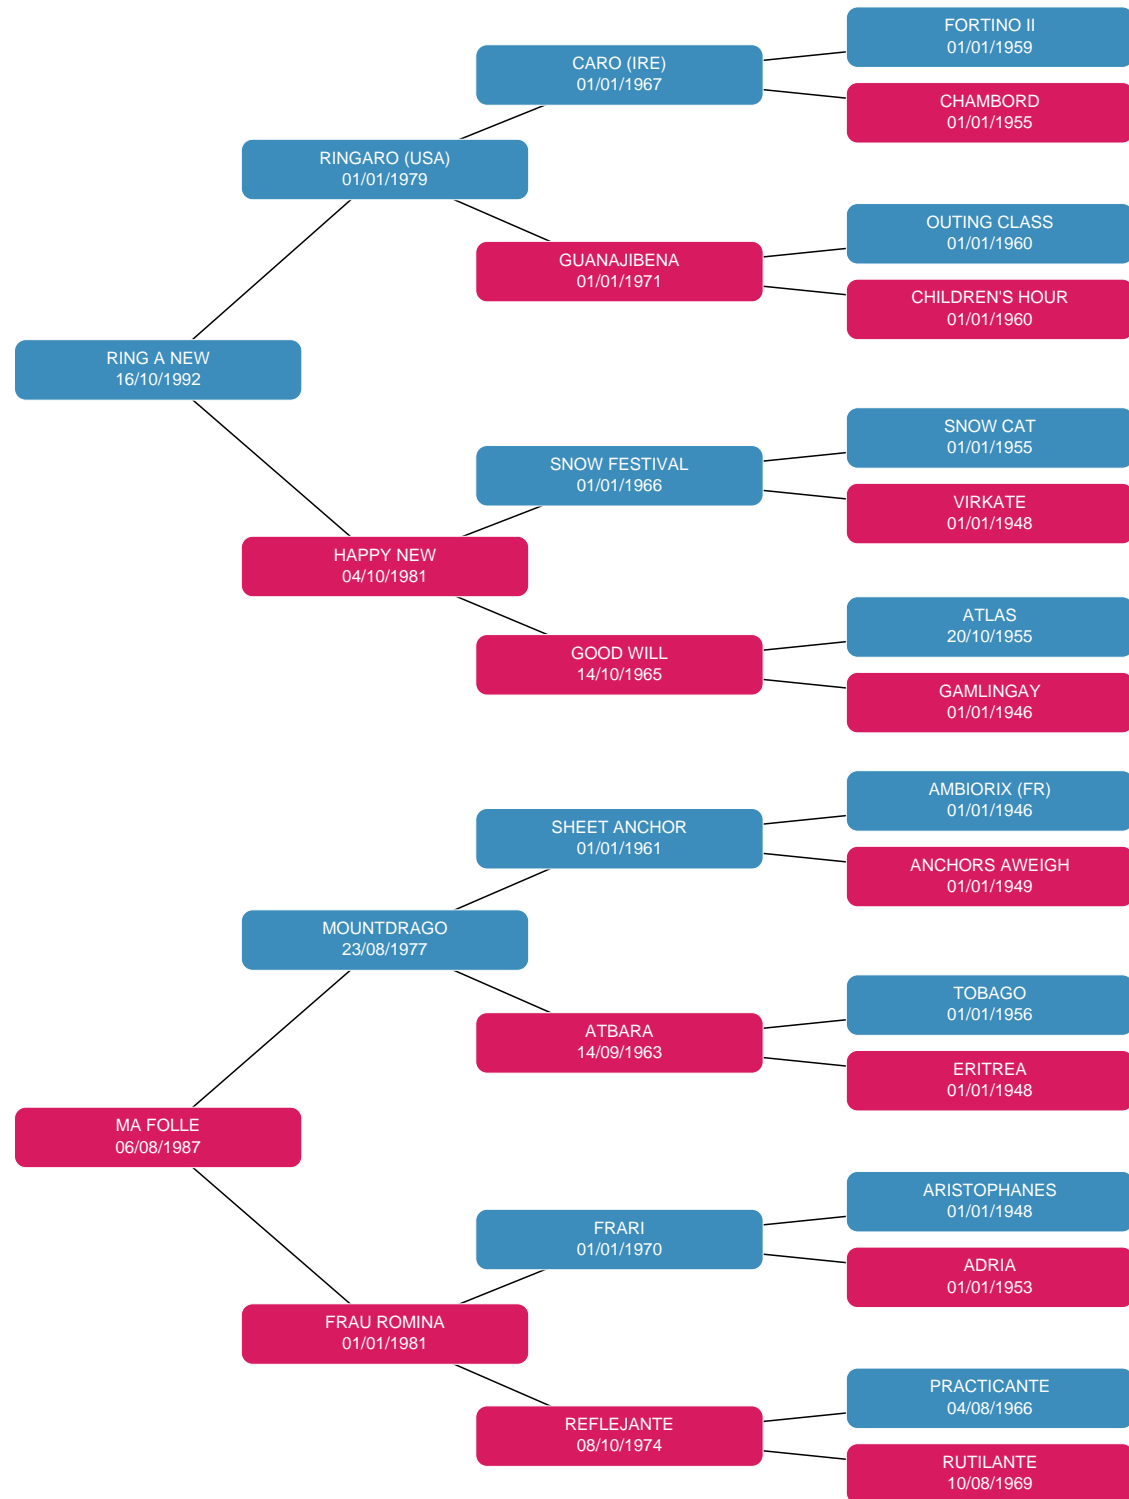 FORTINO II
01/01/1959
CARO (IRE)
01/01/1967
CHAMBORD
01/01/1955
RINGARO (USA)
01/01/1979
OUTING CLASS
01/01/1960
GUANAJIBENA
01/01/1971
CHILDREN'S HOUR
01/01/1960
RING A NEW
16/10/1992
SNOW CAT
01/01/1955
SNOW FESTIVAL
01/01/1966
VIRKATE
01/01/1948
HAPPY NEW
04/10/1981
ATLAS
20/10/1955
GOOD WILL
14/10/1965
GAMLINGAY
01/01/1946
AMBIORIX (FR)
01/01/1946
SHEET ANCHOR
01/01/1961
ANCHORS AWEIGH
01/01/1949
MOUNTDRAGO
23/08/1977
TOBAGO
01/01/1956
ATBARA
14/09/1963
ERITREA
01/01/1948
MA FOLLE
06/08/1987
ARISTOPHANES
01/01/1948
FRARI
01/01/1970
ADRIA
01/01/1953
FRAU ROMINA
01/01/1981
PRACTICANTE
04/08/1966
REFLEJANTE
08/10/1974
RUTILANTE
10/08/1969